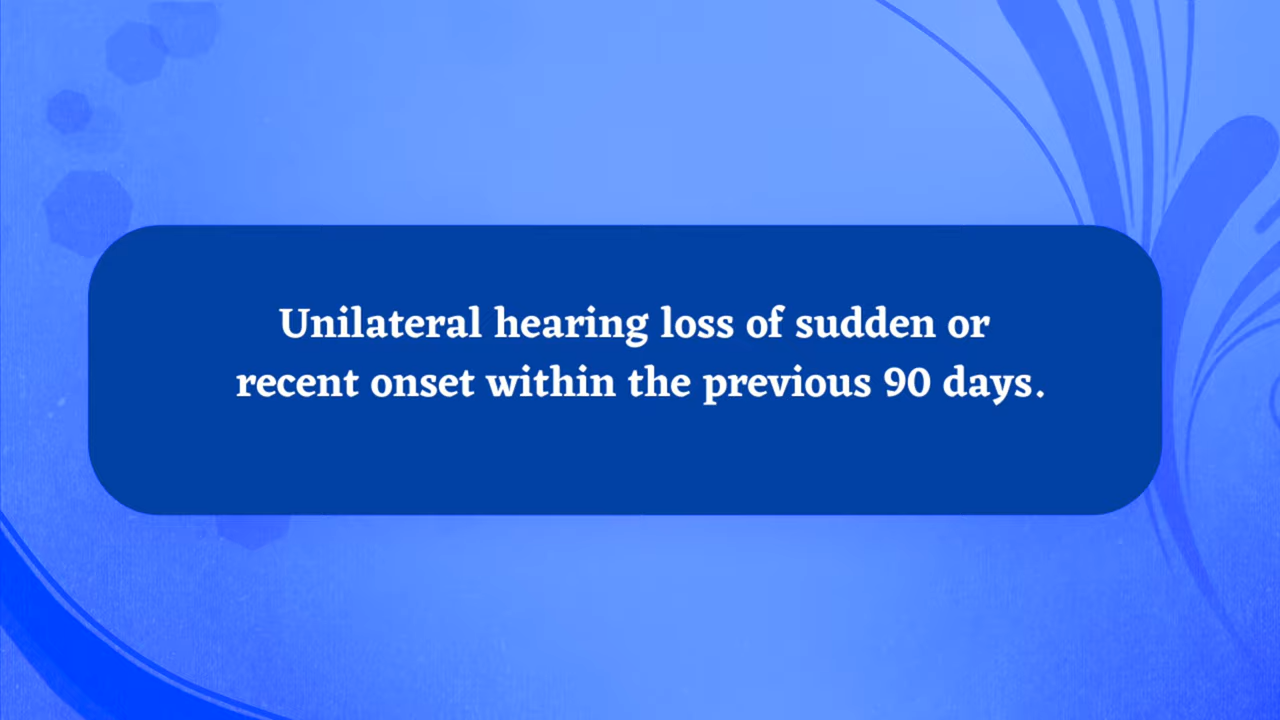 Unilateral hearing loss of sudden or
recent onset within the previous 90 days.